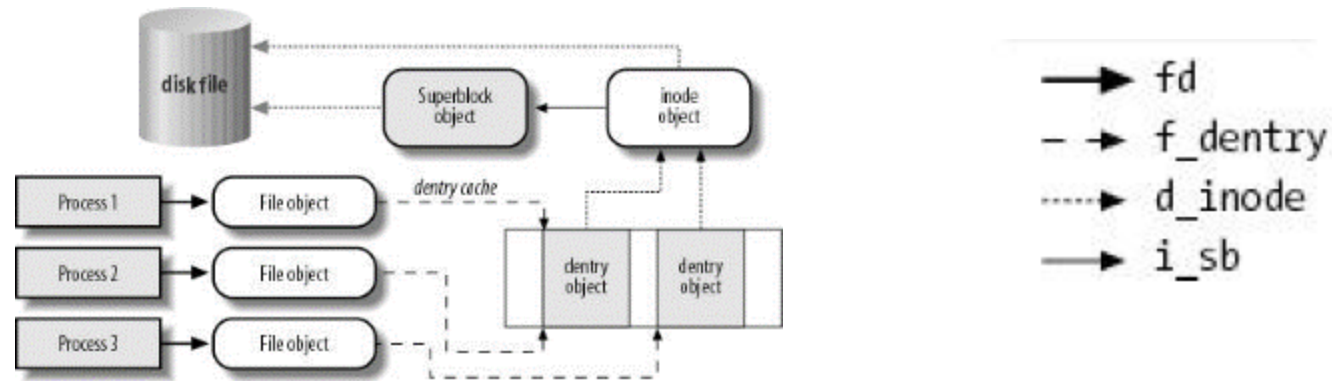 disk file
Superblock
object
inode
object
fd
f_dentry
d_inode
i_sb
Process 1
File object
dentry cache
Process 2
File object
dentry
object
dentry
object
Process 3
File object